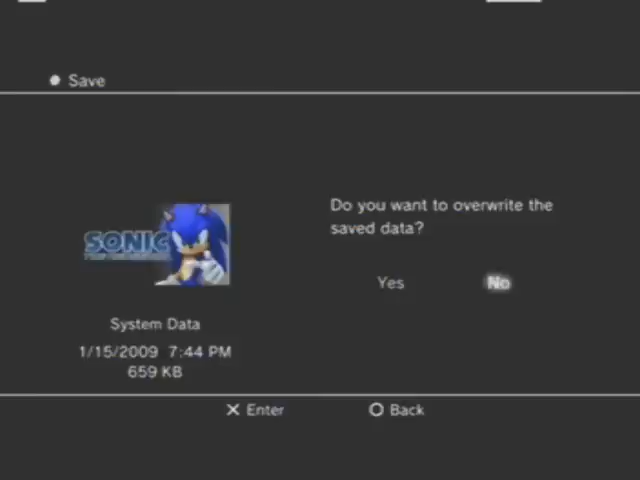 Save
Do you want to overwrite the
saved data?
Yes
No
SONIC
System Data
1/15/2009 7:44 PM
659 KB
X Enter
O Back